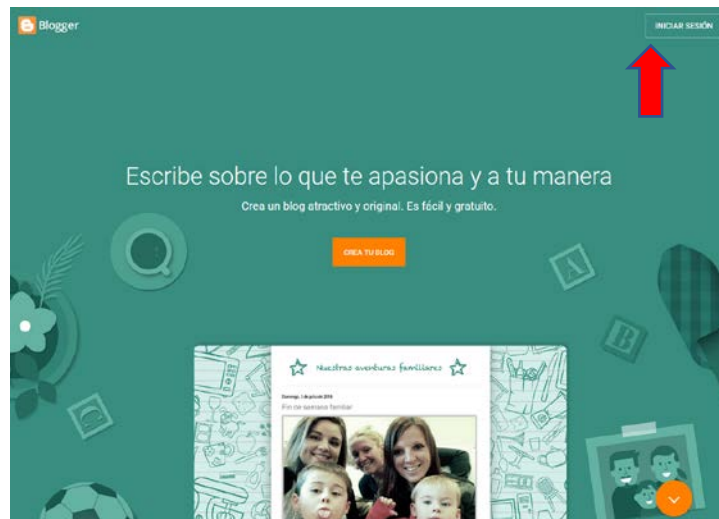 Blogger
INICIAR SESIÓN
Escribe sobre lo que te apasiona y a tu manera
Crea un blog atractivo y original. Es fácil y gratuito.
CREA TU BLOG
A
B
Nuestras aventuras familiares
Fin de semana familiar
C